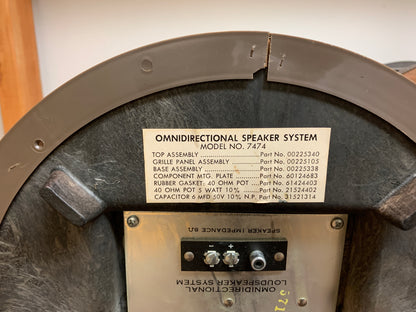 OMNIDIRECTIONAL SPEAKER SYSTEM
MODEL NO. 7474
TOP ASSEMBLY ........ Part No. 00225340
GRILLE PANEL ASSEMBLY ........ Part No. 00225105
BASE ASSEMBLY ........ Part No. 00225338
COMPONENT MTG. PLATE ........ Part No. 60124683
RUBBER GASKET, 40 OHM POT ........ Part No. 61424403
40 OHM POT 5 WATT 10% ........ Part No. 21524402
CAPACITOR 6 MFD 50V 10% N.P. Part No. 31521314
SPEAKER IMPEDANCE 8Ω
- +
OMNIDIRECTIONAL
LOUDSPEAKER SYSTEM